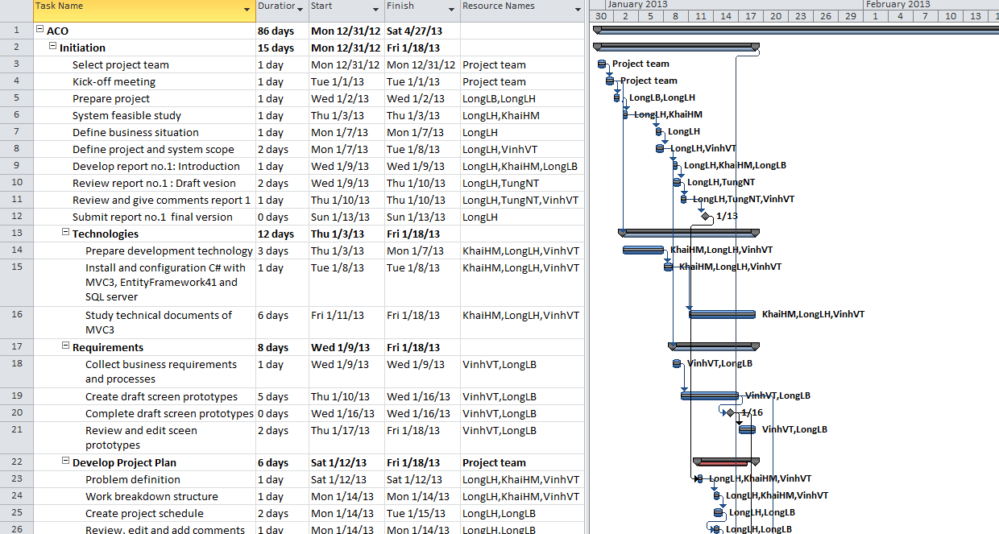 Task Name Duration Start Finish Resource Names January 2013 February 2013
30 2 5 8 11 14 17 20 23 26 29 1 4 7 10 13
1 ACO 86 days Mon 12/31/12 Sat 4/27/13
2 Initiation 15 days Mon 12/31/12 Fri 1/18/13
3 Select project team 1 day Mon 12/31/12 Mon 12/31/12 Project team Project team
4 Kick-off meeting 1 day Tue 1/1/13 Tue 1/1/13 Project team Project team
5 Prepare project 1 day Wed 1/2/13 Wed 1/2/13 LongLB,LongLH LongLB,LongLH
6 System feasible study 1 day Thu 1/3/13 Thu 1/3/13 LongLH,KhaiHM LongLH,KhaiHM
7 Define business situation 1 day Mon 1/7/13 Mon 1/7/13 LongLH LongLH
8 Define project and system scope 2 days Mon 1/7/13 Tue 1/8/13 LongLH,VinhVT LongLH,VinhVT
9 Develop report no.1: Introduction 1 day Wed 1/9/13 Wed 1/9/13 LongLH,KhaiHM,LongLB LongLH,KhaiHM,LongLB
10 Review report no.1 : Draft vesion 2 days Wed 1/9/13 Thu 1/10/13 LongLH,TungNT LongLH,TungNT
11 Review and give comments report 1 1 day Thu 1/10/13 Thu 1/10/13 LongLH,TungNT,VinhVT LongLH,TungNT,VinhVT
12 Submit report no.1 final version 0 days Sun 1/13/13 Sun 1/13/13 LongLH 1/13
13 Technologies 12 days Thu 1/3/13 Fri 1/18/13
14 Prepare development technology 3 days Thu 1/3/13 Mon 1/7/13 KhaiHM,LongLH,VinhVT KhaiHM,LongLH,VinhVT
15 Install and configuration C# with 1 day Tue 1/8/13 Tue 1/8/13 KhaiHM,LongLH,VinhVT KhaiHM,LongLH,VinhVT
MVC3, EntityFramework41 and
SQL server
16 Study technical documents of 6 days Fri 1/11/13 Fri 1/18/13 KhaiHM,LongLH,VinhVT KhaiHM,LongLH,VinhVT
MVC3
17 Requirements 8 days Wed 1/9/13 Fri 1/18/13
18 Collect business requirements 1 day Wed 1/9/13 Wed 1/9/13 VinhVT,LongLB VinhVT,LongLB
and processes
19 Create draft screen prototypes 5 days Thu 1/10/13 Wed 1/16/13 VinhVT,LongLB VinhVT,LongLB
20 Complete draft screen prototypes 0 days Wed 1/16/13 Wed 1/16/13 VinhVT,LongLB 1/16
21 Review and edit sceen 2 days Thu 1/17/13 Fri 1/18/13 VinhVT,LongLB VinhVT,LongLB
prototypes
22 Develop Project Plan 6 days Sat 1/12/13 Fri 1/18/13 Project team
23 Problem definition 1 day Sat 1/12/13 Sat 1/12/13 LongLH,KhaiHM,VinhVT LongLH,KhaiHM,VinhVT
24 Work breakdown structure 1 day Mon 1/14/13 Mon 1/14/13 LongLH,KhaiHM,VinhVT LongLH,KhaiHM,VinhVT
25 Create project schedule 2 days Mon 1/14/13 Tue 1/15/13 LongLH,LongLB LongLH,LongLB
26 Review, edit and add comments 1 day Mon 1/14/13 Mon 1/14/13 LongLH,LongLB LongLH,LongLB